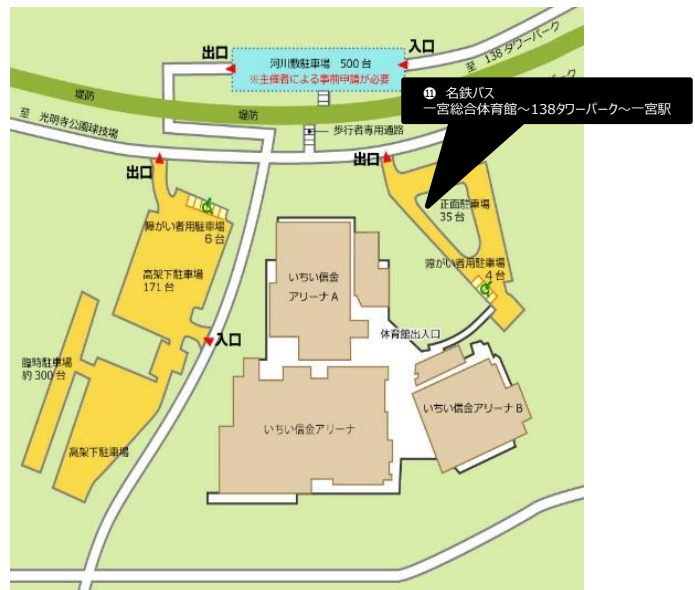 出口
入口
河川敷駐車場 500台
※主催者による事前申請が必要
至 138タワーパーク
⓫ 名鉄バス
一宮総合体育館～138タワーパーク～一宮駅
堤防
堤防
歩行者専用通路
至 光明寺公園球技場
出口
出口
正面駐車場
35台
障がい者用駐車場
6台
障がい者用駐車場
4台
高架下駐車場
171台
いちい信金
アリーナA
体育館出入口
入口
臨時駐車場
約300台
いちい信金アリーナB
いちい信金アリーナ
高架下駐車場